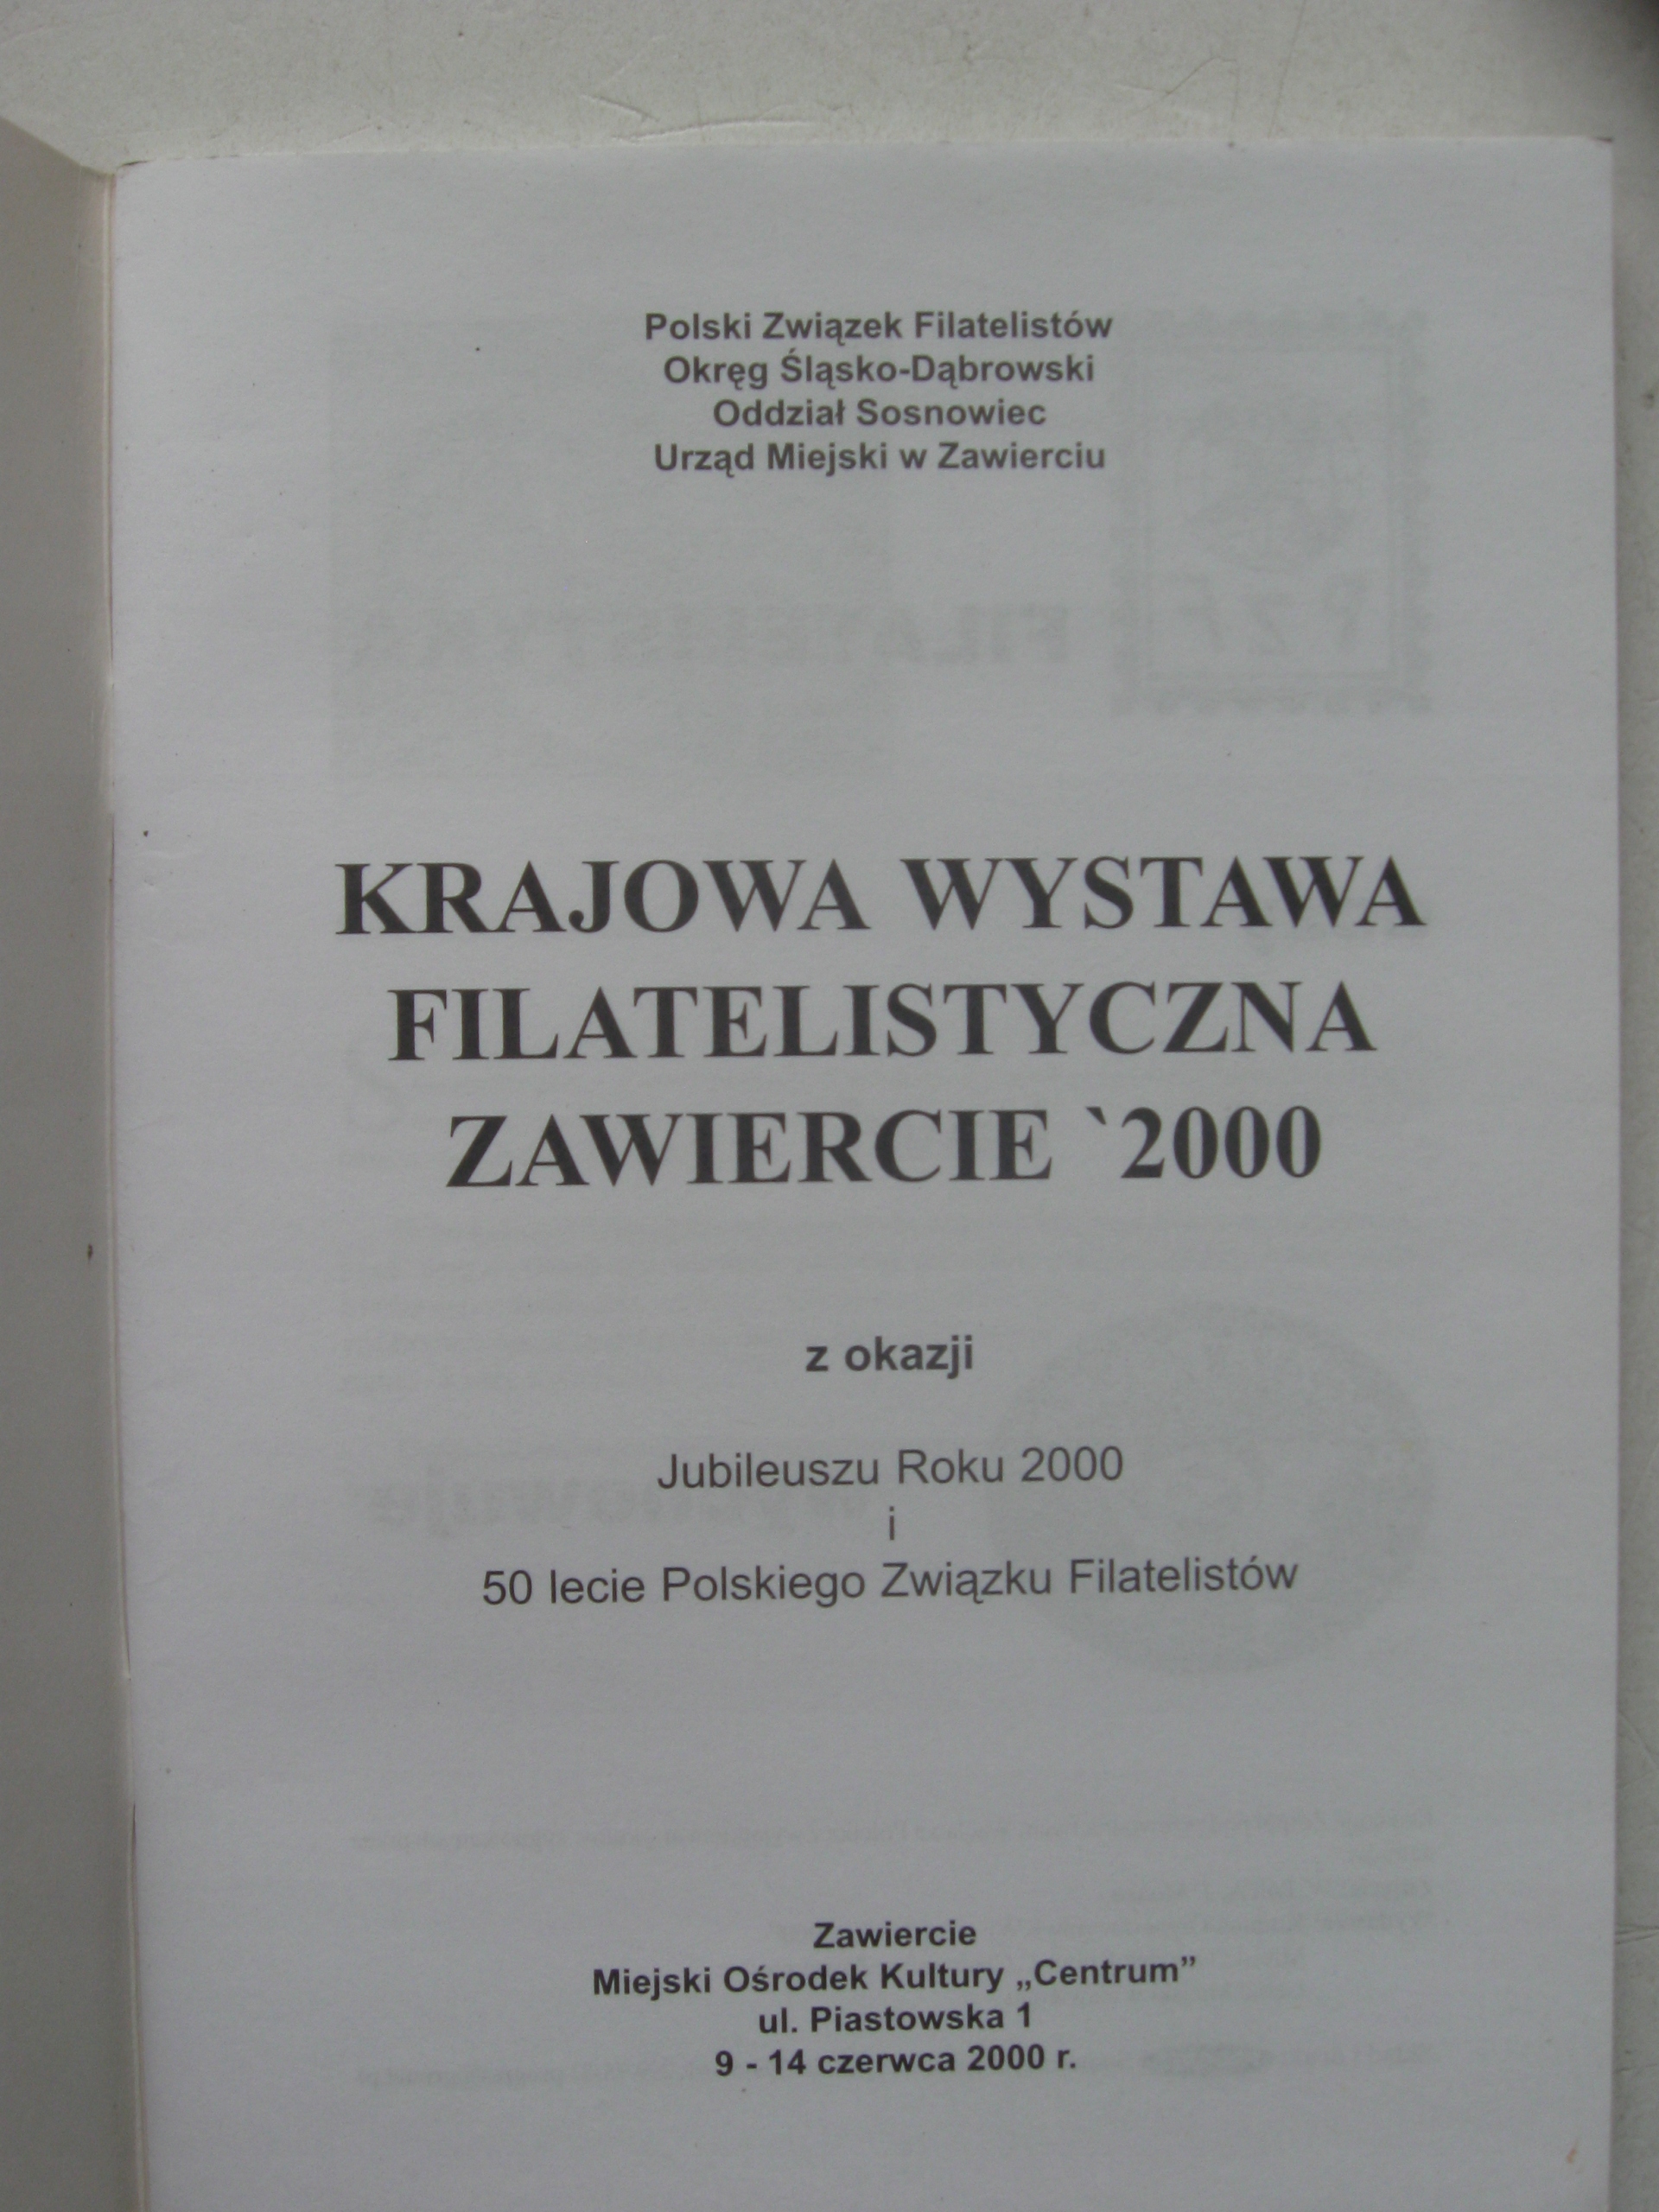 Polski Związek Filatelistów
Okręg Śląsko-Dąbrowski
Oddział Sosnowiec
Urząd Miejski w Zawierciu
KRAJOWA WYSTAWA
FILATELISTYCZNA
ZAWIERCIE `2000
z okazji
Jubileuszu Roku 2000
i
50 lecie Polskiego Związku Filatelistów
Zawiercie
Miejski Ośrodek Kultury „Centrum”
ul. Piastowska 1
9 - 14 czerwca 2000 r.